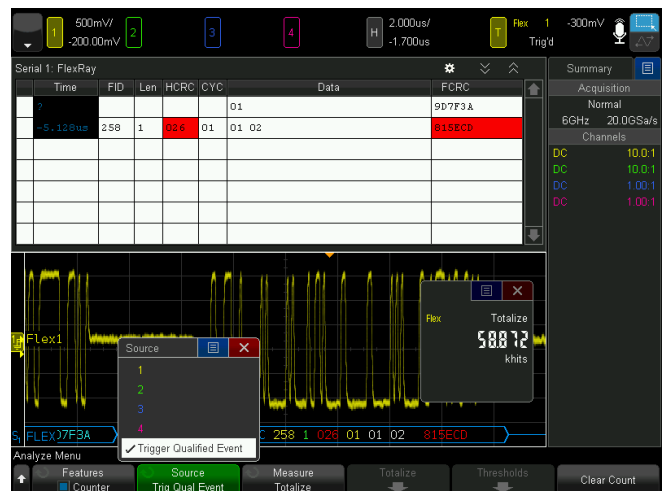 1 500mV/ 2 3 4 H 2.000us/ T Flex 1 -300mV
-200.00mV -1.700us Trig'd
Serial 1: FlexRay
Summary
Time FID Len HCRC CYC Data FCRC
? 01 9D7F3A
-5.128us 258 1 026 01 01 02 815ECD
Acquisition
Normal
6GHz 20.0GSa/s
Channels
DC 10.0:1
DC 10.0:1
DC 1.00:1
DC 1.00:1
Flex1
Flex Totalize
58.872
khits
Source
1
2
3
4
✓ Trigger Qualified Event
S1 FLEX 7F3A 258 1 026 01 01 02 815ECD
Analyze Menu
Features Source Measure Totalize Thresholds
Counter Trig Qual Event Totalize
Clear Count